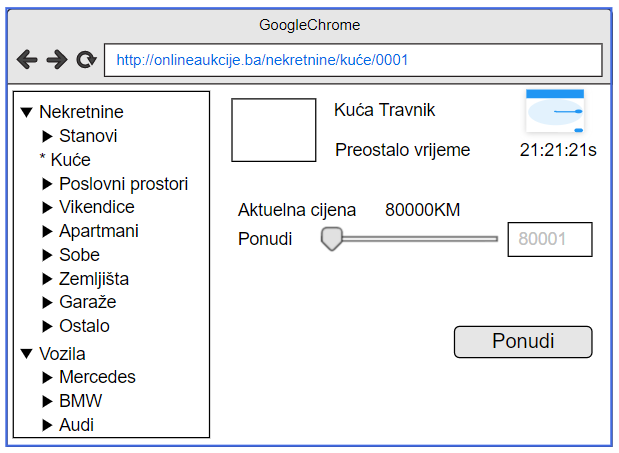 GoogleChrome
http://onlineaukcije.ba/nekretnine/kuće/0001
▼ Nekretnine
▶ Stanovi
* Kuće
▶ Poslovni prostori
▶ Vikendice
▶ Apartmani
▶ Sobe
▶ Zemljišta
▶ Garaže
▶ Ostalo
▼ Vozila
▶ Mercedes
▶ BMW
▶ Audi
Kuća Travnik
Preostalo vrijeme 21:21:21s
Aktuelna cijena 80000KM
Ponudi 80001
Ponudi